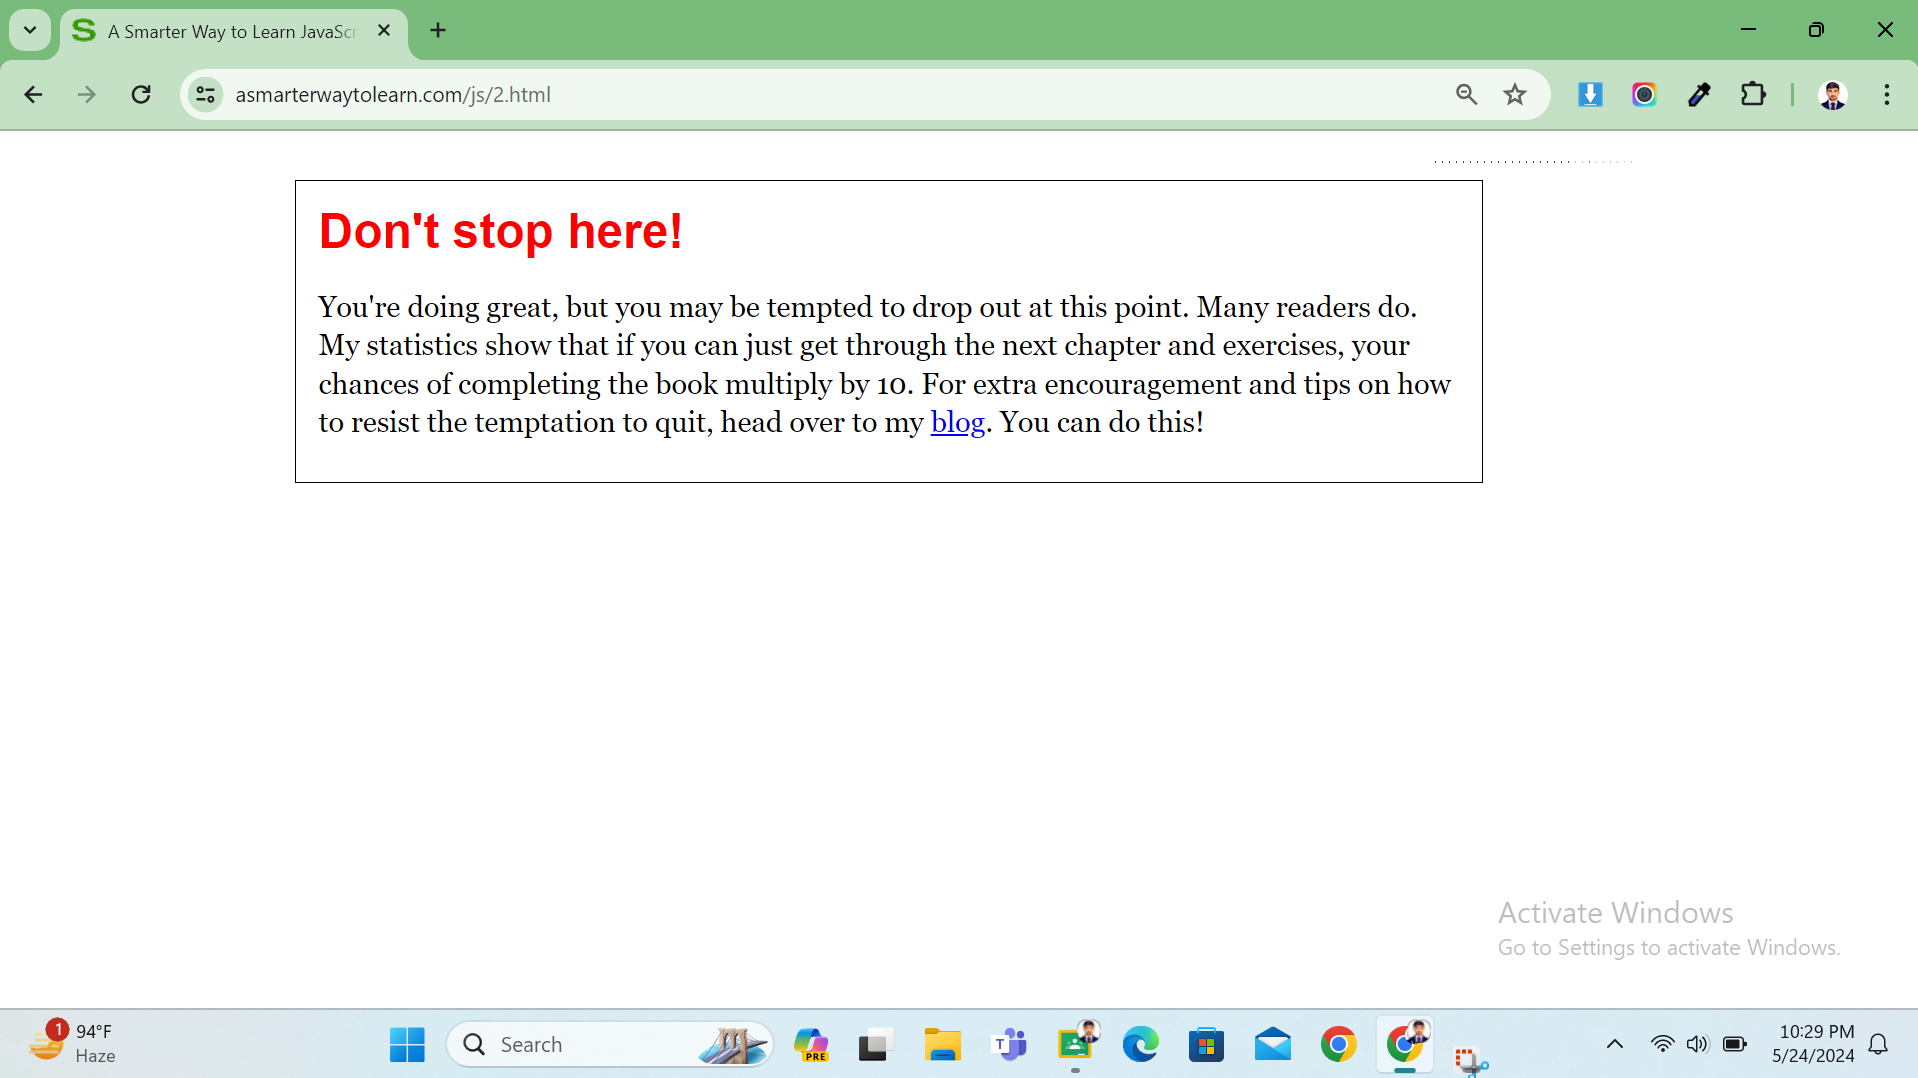 A Smarter Way to Learn JavaScr
asmarterwaytolearn.com/js/2.html
Don't stop here!
You're doing great, but you may be tempted to drop out at this point. Many readers do.
My statistics show that if you can just get through the next chapter and exercises, your
chances of completing the book multiply by 10. For extra encouragement and tips on how
to resist the temptation to quit, head over to my blog. You can do this!
Activate Windows
Go to Settings to activate Windows.
1
94°F
Haze
Search
PRE
10:29 PM
5/24/2024